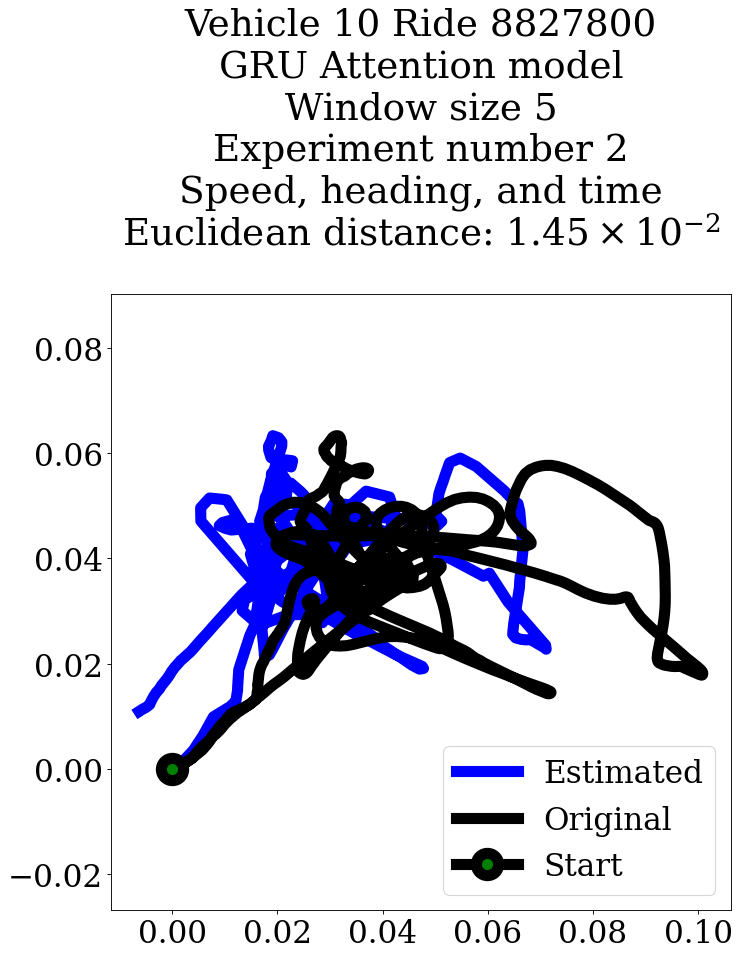 Vehicle 10 Ride 8827800
GRU Attention model
Window size 5
Experiment number 2
Speed, heading, and time
Euclidean distance: 1.45 × 10⁻²
0.08
0.06
0.04
0.02
0.00
−0.02
0.00 0.02 0.04 0.06 0.08 0.10
Estimated
Original
Start